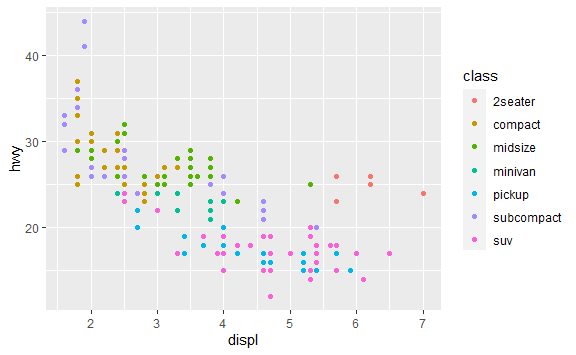 40
30
20
hwy
2
3
4
5
6
7
displ
class
2seater
compact
midsize
minivan
pickup
subcompact
suv